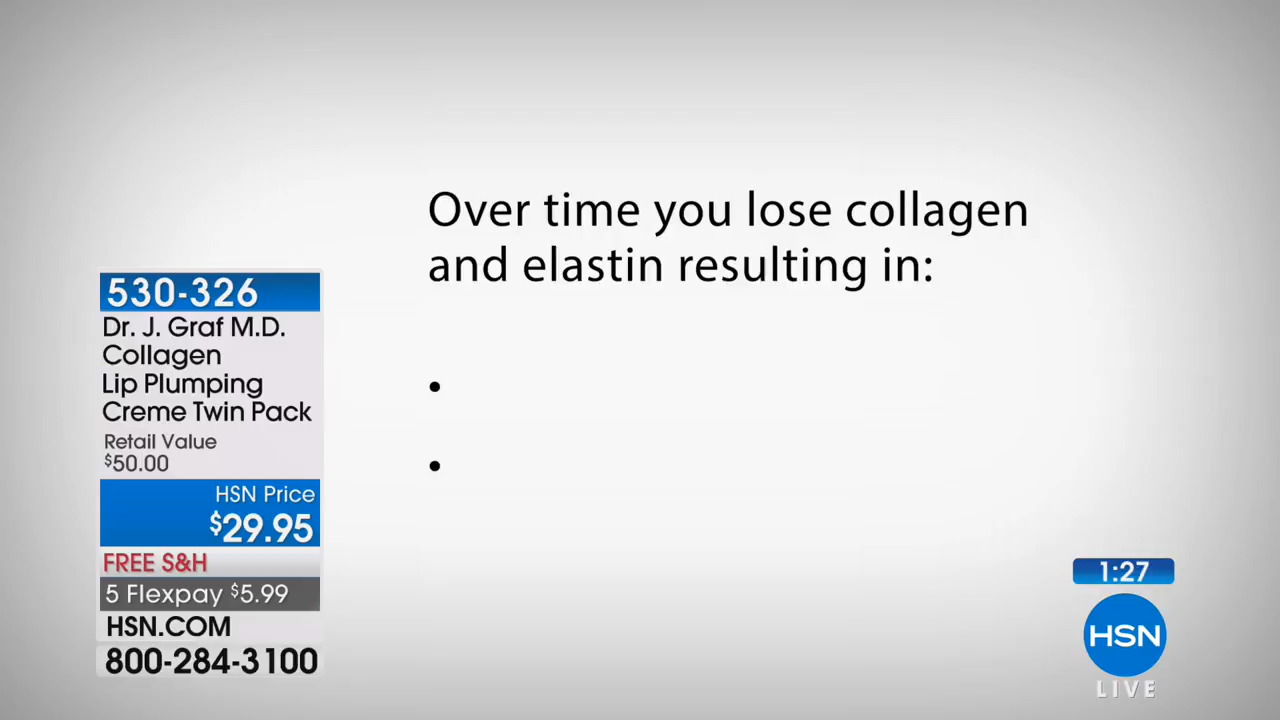 Over time you lose collagen
and elastin resulting in:
•
•
530-326
Dr. J. Graf M.D.
Collagen
Lip Plumping
Creme Twin Pack
Retail Value
$50.00
HSN Price
$29.95
FREE S&H
5 Flexpay $5.99
HSN.COM
800-284-3100
1:27
HSN
LIVE